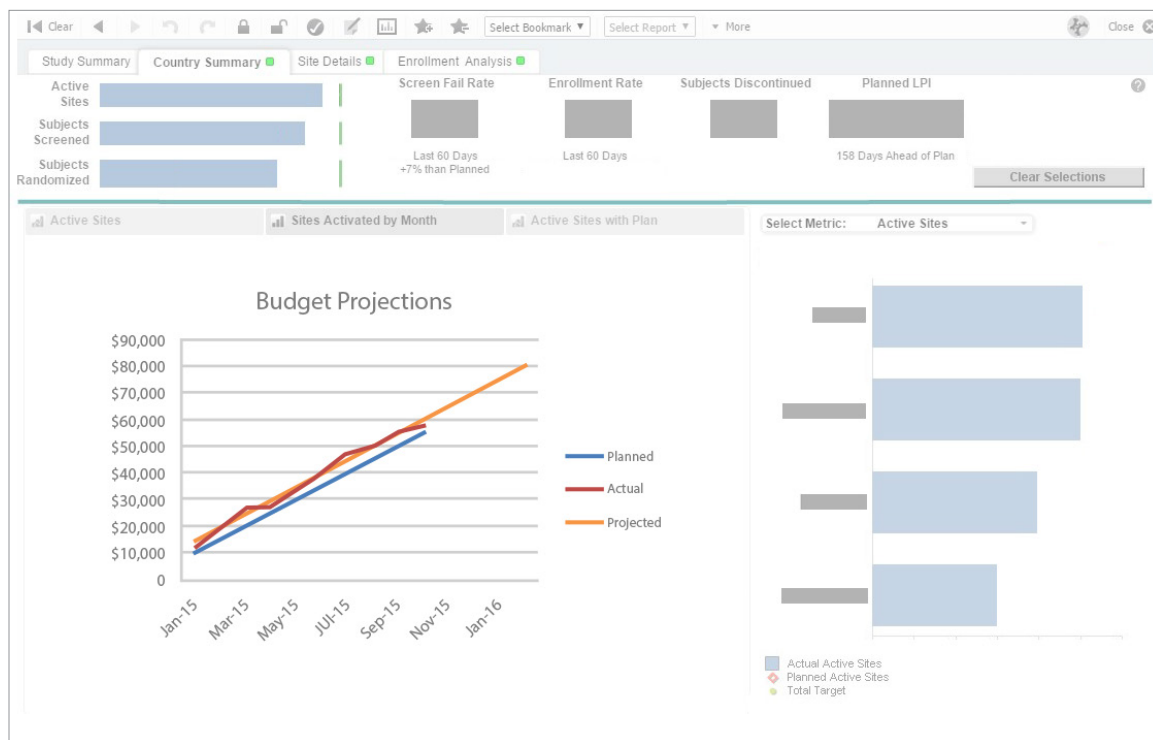 Clear
Select Bookmark ▼
Select Report ▼
▼ More
Close
Study Summary
Country Summary
Site Details
Enrollment Analysis
Active
Sites
Subjects
Screened
Subjects
Randomized
Screen Fail Rate
Last 60 Days
+7% than Planned
Enrollment Rate
Last 60 Days
Subjects Discontinued
Planned LPI
158 Days Ahead of Plan
Clear Selections
Active Sites
Sites Activated by Month
Active Sites with Plan
Select Metric: Active Sites
Budget Projections
$90,000
$80,000
$70,000
$60,000
$50,000
$40,000
$30,000
$20,000
$10,000
0
Jan-15
Mar-15
May-15
JUl-15
Sep-15
Nov-15
Jan-16
Planned
Actual
Projected
Actual Active Sites
Planned Active Sites
Total Target